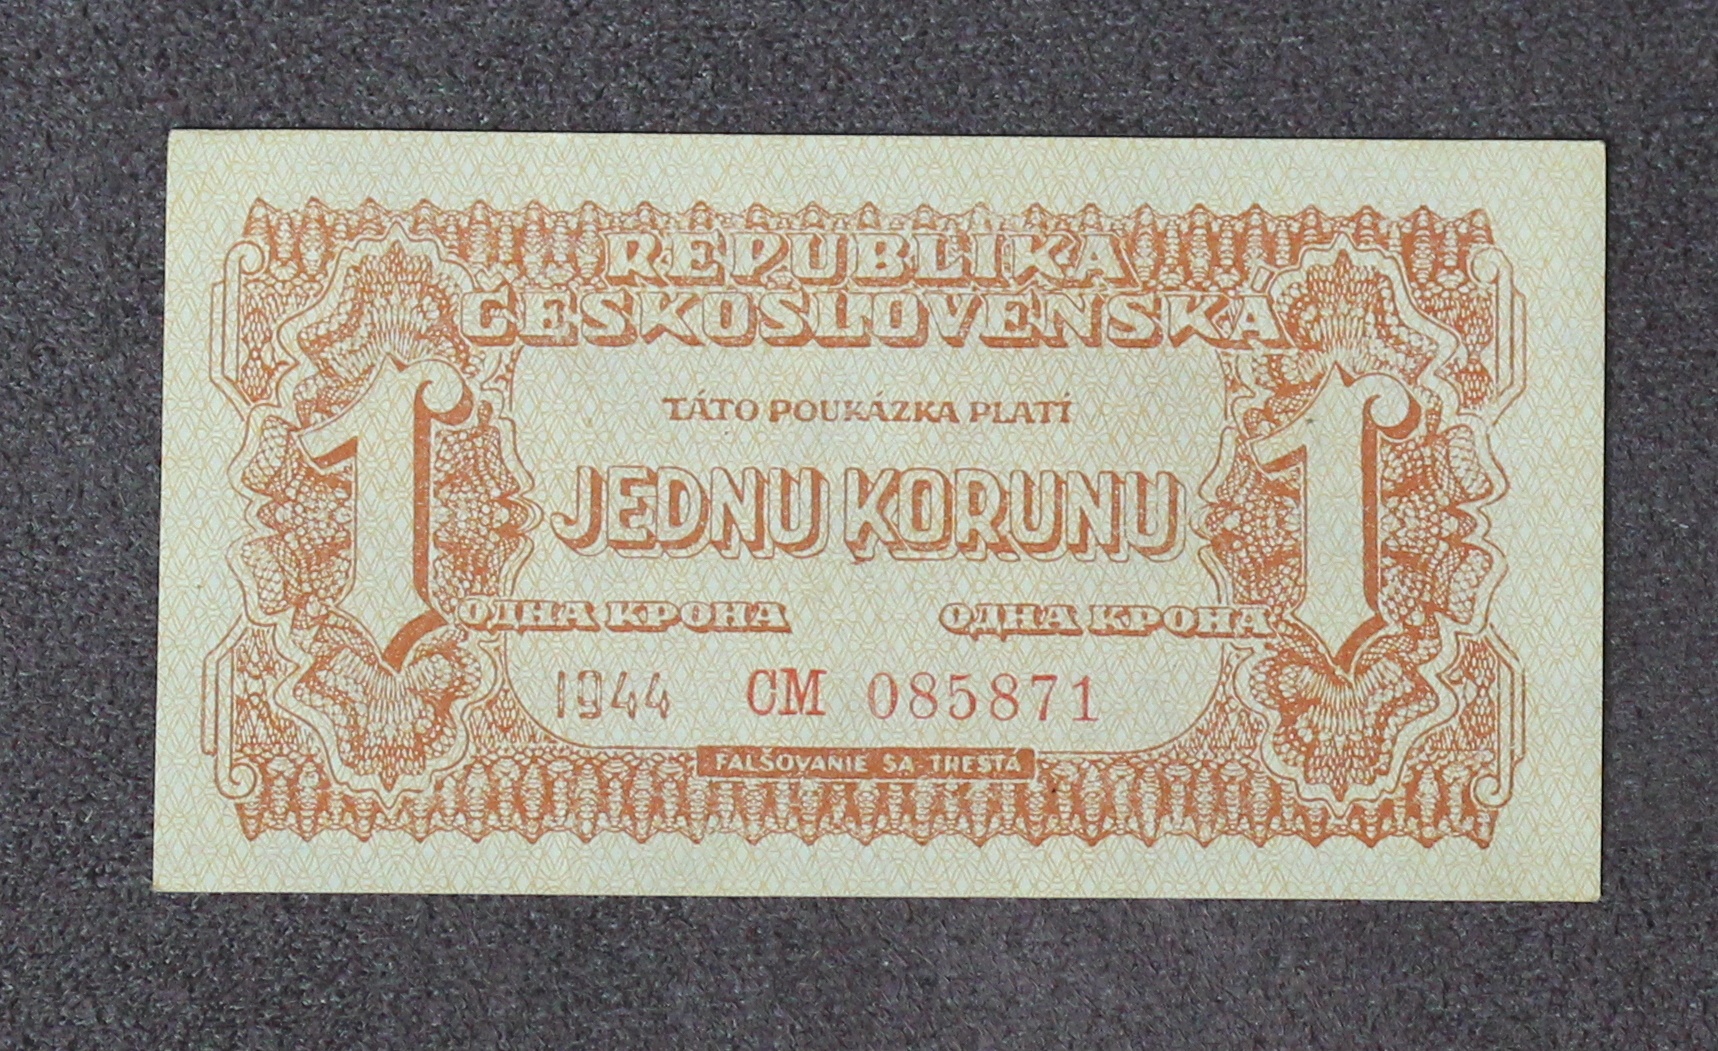 REPUBLIKA
ČESKOSLOVENSKÁ
TÁTO POUKÁZKA PLATÍ
JEDNU KORUNU
1 1
ОДНА КРОНА ОДНА КРОНА
1944 CM 085871
FALŠOVANIE SA TRESTÁ